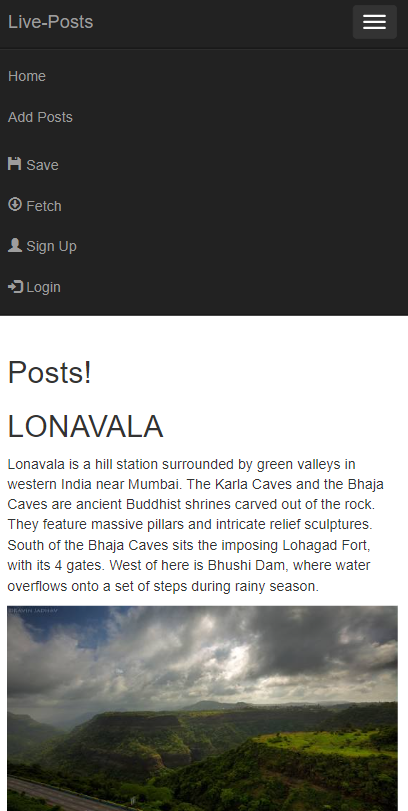 Live-Posts
Home
Add Posts
Save
Fetch
Sign Up
Login
Posts!
LONAVALA
Lonavala is a hill station surrounded by green valleys in
western India near Mumbai. The Karla Caves and the Bhaja
Caves are ancient Buddhist shrines carved out of the rock.
They feature massive pillars and intricate relief sculptures.
South of the Bhaja Caves sits the imposing Lohagad Fort,
with its 4 gates. West of here is Bhushi Dam, where water
overflows onto a set of steps during rainy season.